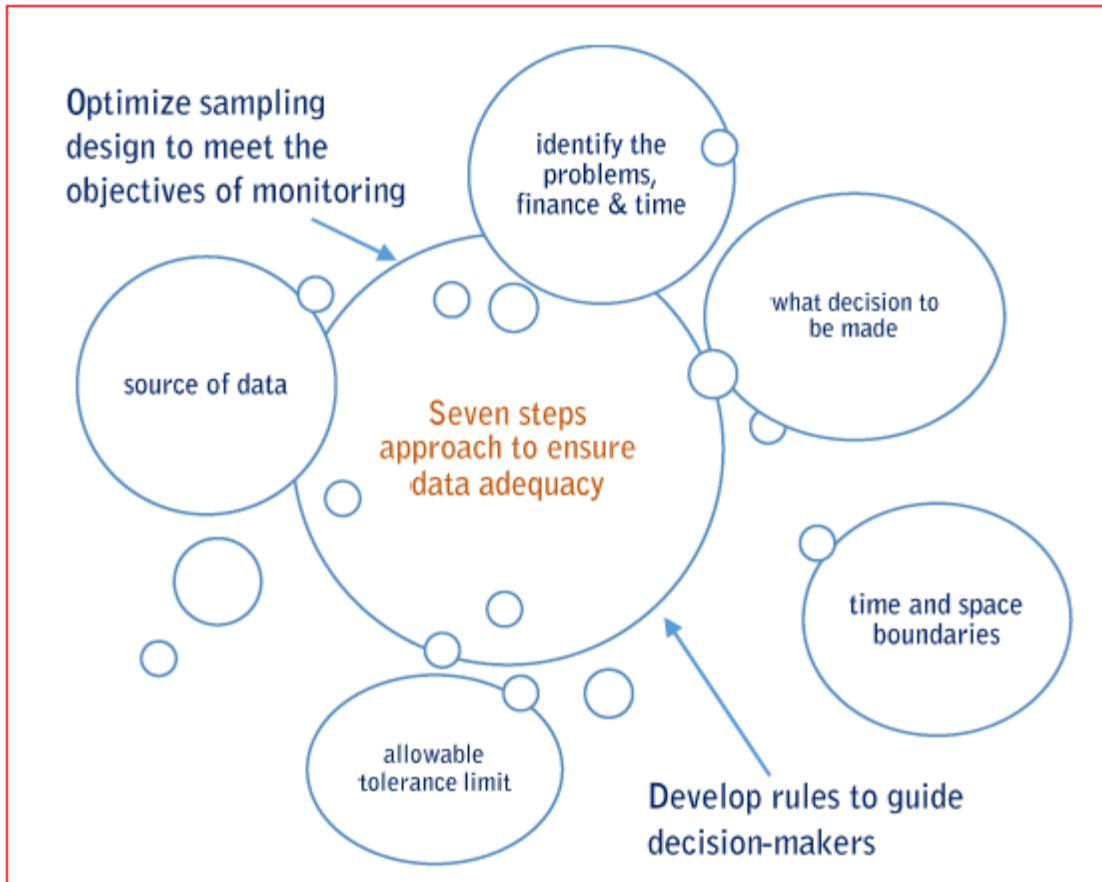 Optimize sampling
design to meet the
objectives of monitoring
identify the
problems,
finance & time
what decision to
be made
source of data
Seven steps
approach to ensure
data adequacy
time and space
boundaries
allowable
tolerance limit
Develop rules to guide
decision-makers